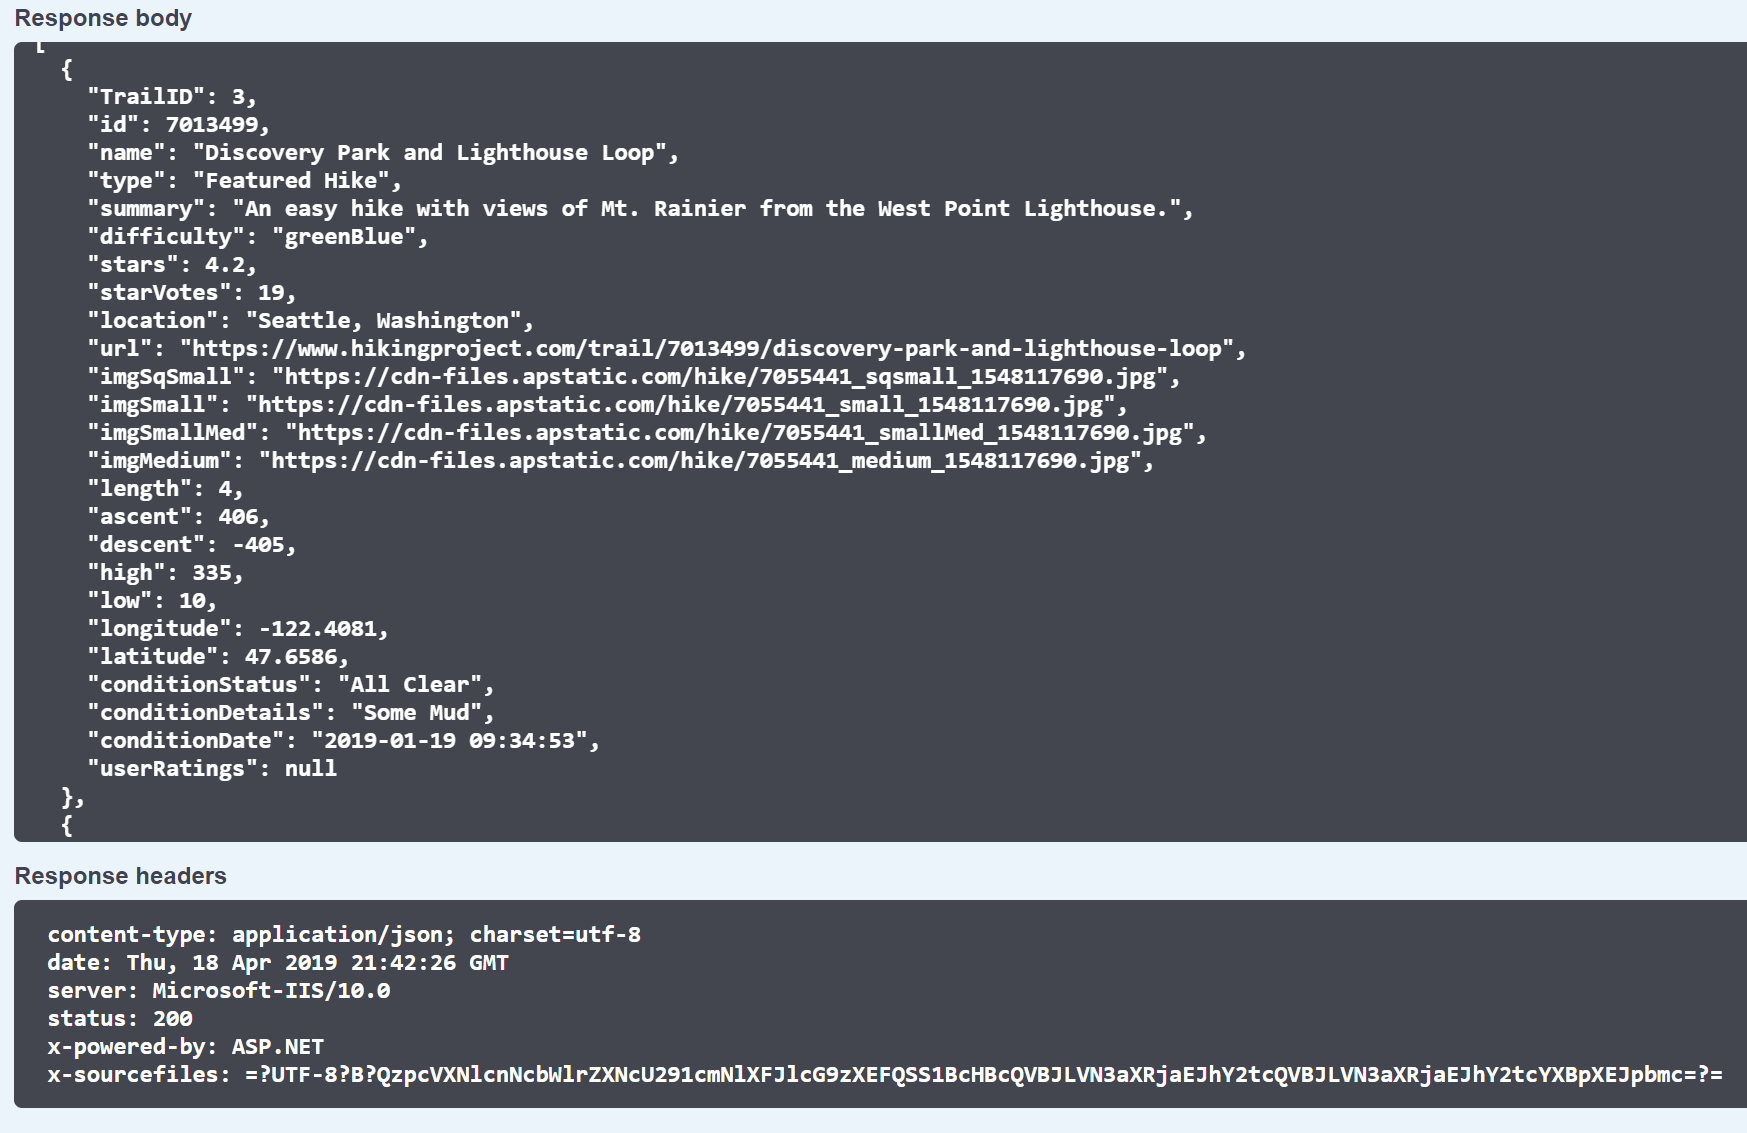 Response body
[
{
"TrailID": 3,
"id": 7013499,
"name": "Discovery Park and Lighthouse Loop",
"type": "Featured Hike",
"summary": "An easy hike with views of Mt. Rainier from the West Point Lighthouse.",
"difficulty": "greenBlue",
"stars": 4.2,
"starVotes": 19,
"location": "Seattle, Washington",
"url": "https://www.hikingproject.com/trail/7013499/discovery-park-and-lighthouse-loop",
"imgSqSmall": "https://cdn-files.apstatic.com/hike/7055441_sqsmall_1548117690.jpg",
"imgSmall": "https://cdn-files.apstatic.com/hike/7055441_small_1548117690.jpg",
"imgSmallMed": "https://cdn-files.apstatic.com/hike/7055441_smallMed_1548117690.jpg",
"imgMedium": "https://cdn-files.apstatic.com/hike/7055441_medium_1548117690.jpg",
"length": 4,
"ascent": 406,
"descent": -405,
"high": 335,
"low": 10,
"longitude": -122.4081,
"latitude": 47.6586,
"conditionStatus": "All Clear",
"conditionDetails": "Some Mud",
"conditionDate": "2019-01-19 09:34:53",
"userRatings": null
},
{
Response headers
content-type: application/json; charset=utf-8
date: Thu, 18 Apr 2019 21:42:26 GMT
server: Microsoft-IIS/10.0
status: 200
x-powered-by: ASP.NET
x-sourcefiles: =?UTF-8?B?QzpcVXNlcnNcbWlrZXNcU291cmNlXFJlcG9zXEFQSS1BcHBcQVBJLVN3aXRjaEJhY2tcQVBJLVN3aXRjaEJhY2tcYXBpXEJpbmc=?=